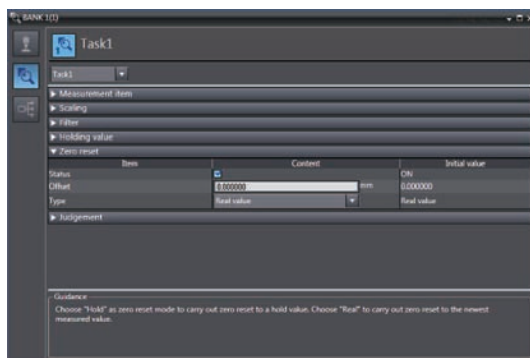 BANK 1(1)
Task1
Task1
Measurement item
Scaling
Filter
Holding value
Zero reset
Item Content Initial value
Status ON
Offset 0.000000 mm 0.000000
Type Real value Real value
Judgement
Guidance
Choose "Hold" as zero reset mode to carry out zero reset to a hold value. Choose "Real" to carry out zero reset to the newest
measured value.